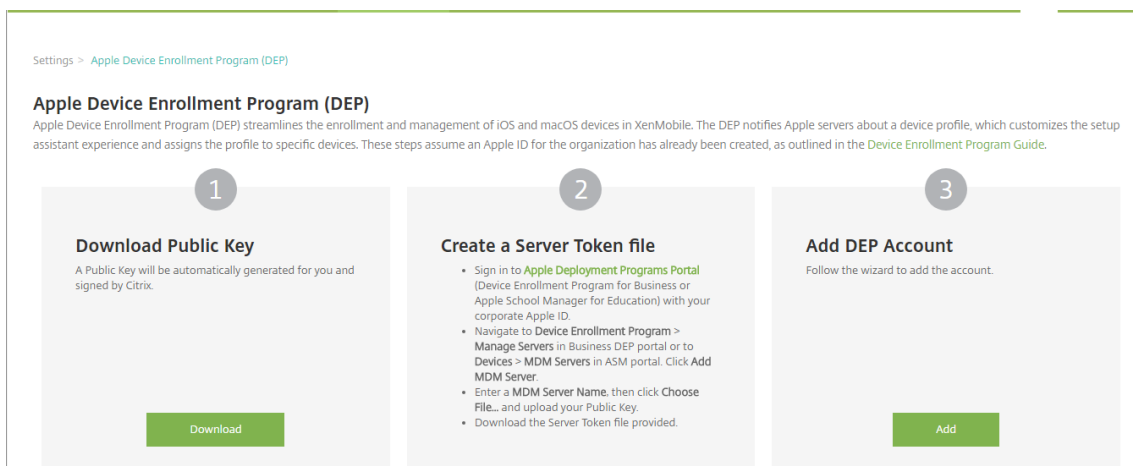 Settings > Apple Device Enrollment Program (DEP)
Apple Device Enrollment Program (DEP)
Apple Device Enrollment Program (DEP) streamlines the enrollment and management of iOS and macOS devices in XenMobile. The DEP notifies Apple servers about a device profile, which customizes the setup
assistant experience and assigns the profile to specific devices. These steps assume an Apple ID for the organization has already been created, as outlined in the Device Enrollment Program Guide.
1
Download Public Key
A Public Key will be automatically generated for you and
signed by Citrix.
Download
2
Create a Server Token file
• Sign in to Apple Deployment Programs Portal
(Device Enrollment Program for Business or
Apple School Manager for Education) with your
corporate Apple ID.
• Navigate to Device Enrollment Program >
Manage Servers in Business DEP portal or to
Devices > MDM Servers in ASM portal. Click Add
MDM Server.
• Enter a MDM Server Name, then click Choose
File... and upload your Public Key.
• Download the Server Token file provided.
3
Add DEP Account
Follow the wizard to add the account.
Add